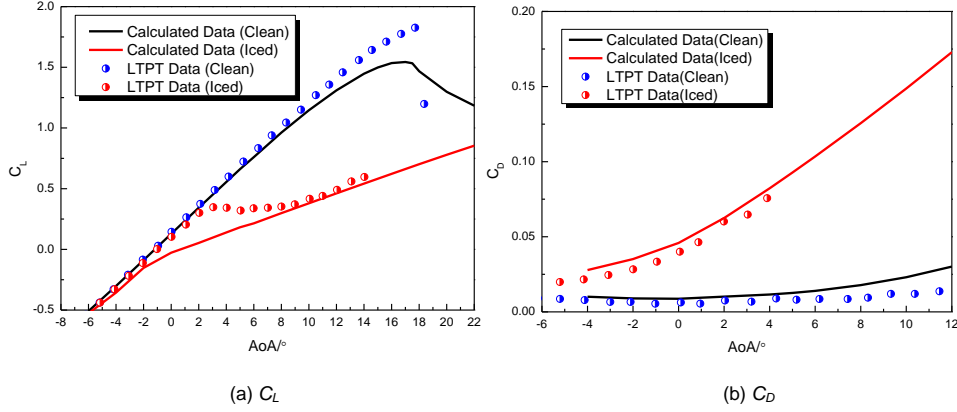 Calculated Data (Clean)
Calculated Data (Iced)
LTPT Data (Clean)
LTPT Data (Iced)
2.0
1.5
1.0
0.5
0.0
-0.5
C_L
-8 -6 -4 -2 0 2 4 6 8 10 12 14 16 18 20 22
AoA/°
(a) C_L
Calculated Data(Clean)
Calculated Data(Iced)
LTPT Data(Clean)
LTPT Data(Iced)
0.20
0.15
0.10
0.05
0.00
C_D
-6 -4 -2 0 2 4 6 8 10 12
AoA/°
(b) C_D